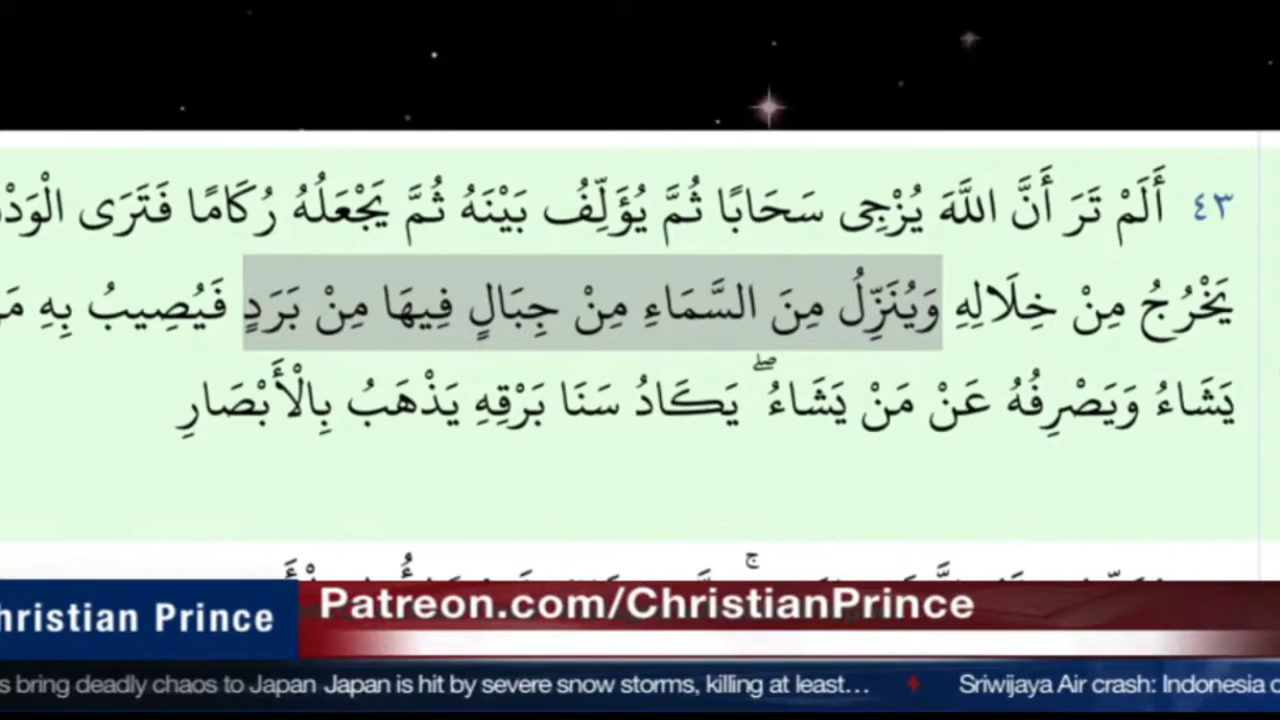 ٤٣ أَلَمْ تَرَ أَنَّ اللَّهَ يُزْجِى سَحَابًا ثُمَّ يُؤَلِّفُ بَيْنَهُ ثُمَّ يَجْعَلُهُ رُكَامًا فَتَرَى
يَخْرُجُ مِنْ خِلَالِهِ وَيُنَزِّلُ مِنَ السَّمَاءِ مِنْ جِبَالٍ فِيهَا مِنْ بَرَدٍ فَيُصِيبُ بِهِ
يَشَاءُ وَيَصْرِفُهُ عَنْ مَنْ يَشَاءُ ۖ يَكَادُ سَنَا بَرْقِهِ يَذْهَبُ بِالْأَبْصَارِ
hristian Prince
Patreon.com/ChristianPrince
s bring deadly chaos to Japan Japan is hit by severe snow storms, killing at least... Sriwijaya Air crash: Indonesia